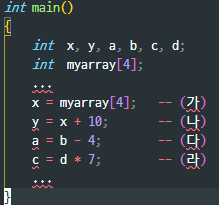 int main()
{
int x, y, a, b, c, d;
int myarray[4];
...
x = myarray[4]; -- (가)
y = x + 10; -- (나)
a = b - 4; -- (다)
c = d * 7; -- (라)
...
}